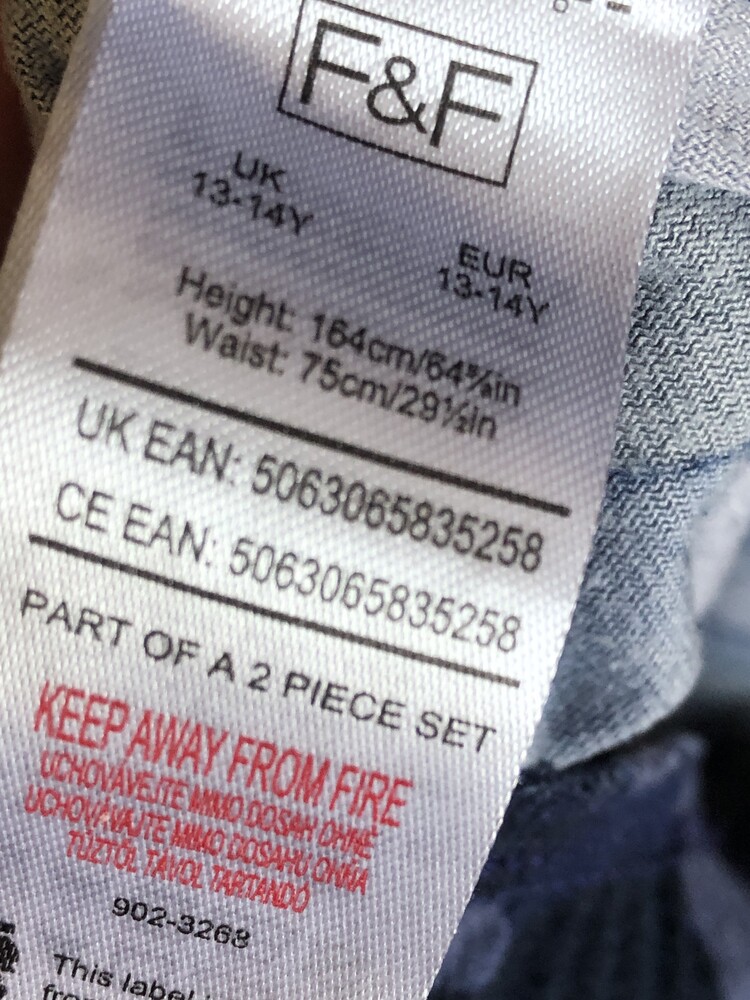 F&F
UK
13-14Y
EUR
13-14Y
Height: 164cm/64⅝in
Waist: 75cm/29½in
UK EAN: 5063065835258
CE EAN: 5063065835258
PART OF A 2 PIECE SET
KEEP AWAY FROM FIRE
UCHOVÁVEJTE MIMO DOSAH OHNĚ
UCHOVÁVAJTE MIMO DOSAHU OHŇA
TŰZTŐL TÁVOL TARTANDÓ
902-3268
This label